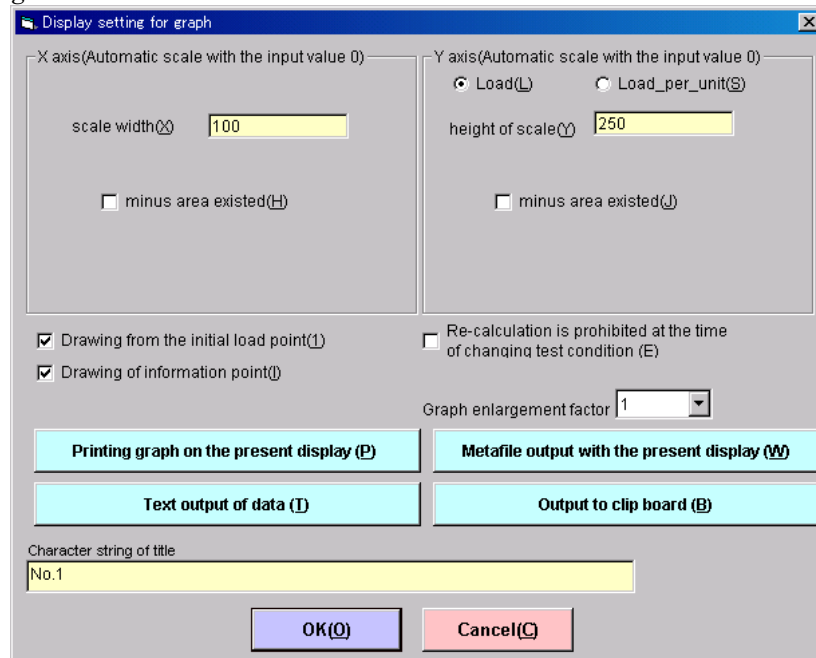 Display setting for graph
X axis(Automatic scale with the input value 0)
Y axis(Automatic scale with the input value 0)
Load(L)
Load_per_unit(S)
scale width(X)
100
height of scale(Y)
250
minus area existed(H)
minus area existed(J)
Drawing from the initial load point(1)
Re-calculation is prohibited at the time
of changing test condition (E)
Drawing of information point(I)
Graph enlargement factor
1
Printing graph on the present display (P)
Metafile output with the present display (W)
Text output of data (T)
Output to clip board (B)
Character string of title
No.1
OK(O)
Cancel(C)